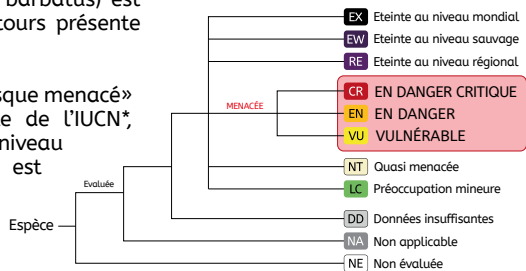 barbatus) est
tours présente
sque menacé»
e de l'IUCN*,
niveau
est
EX Eteinte au niveau mondial
EW Eteinte au niveau sauvage
RE Eteinte au niveau régional
MENACÉE
CR EN DANGER CRITIQUE
EN EN DANGER
VU VULNÉRABLE
NT Quasi menacée
LC Préoccupation mineure
Evaluée
DD Données insuffisantes
Espèce
NA Non applicable
NE Non évaluée